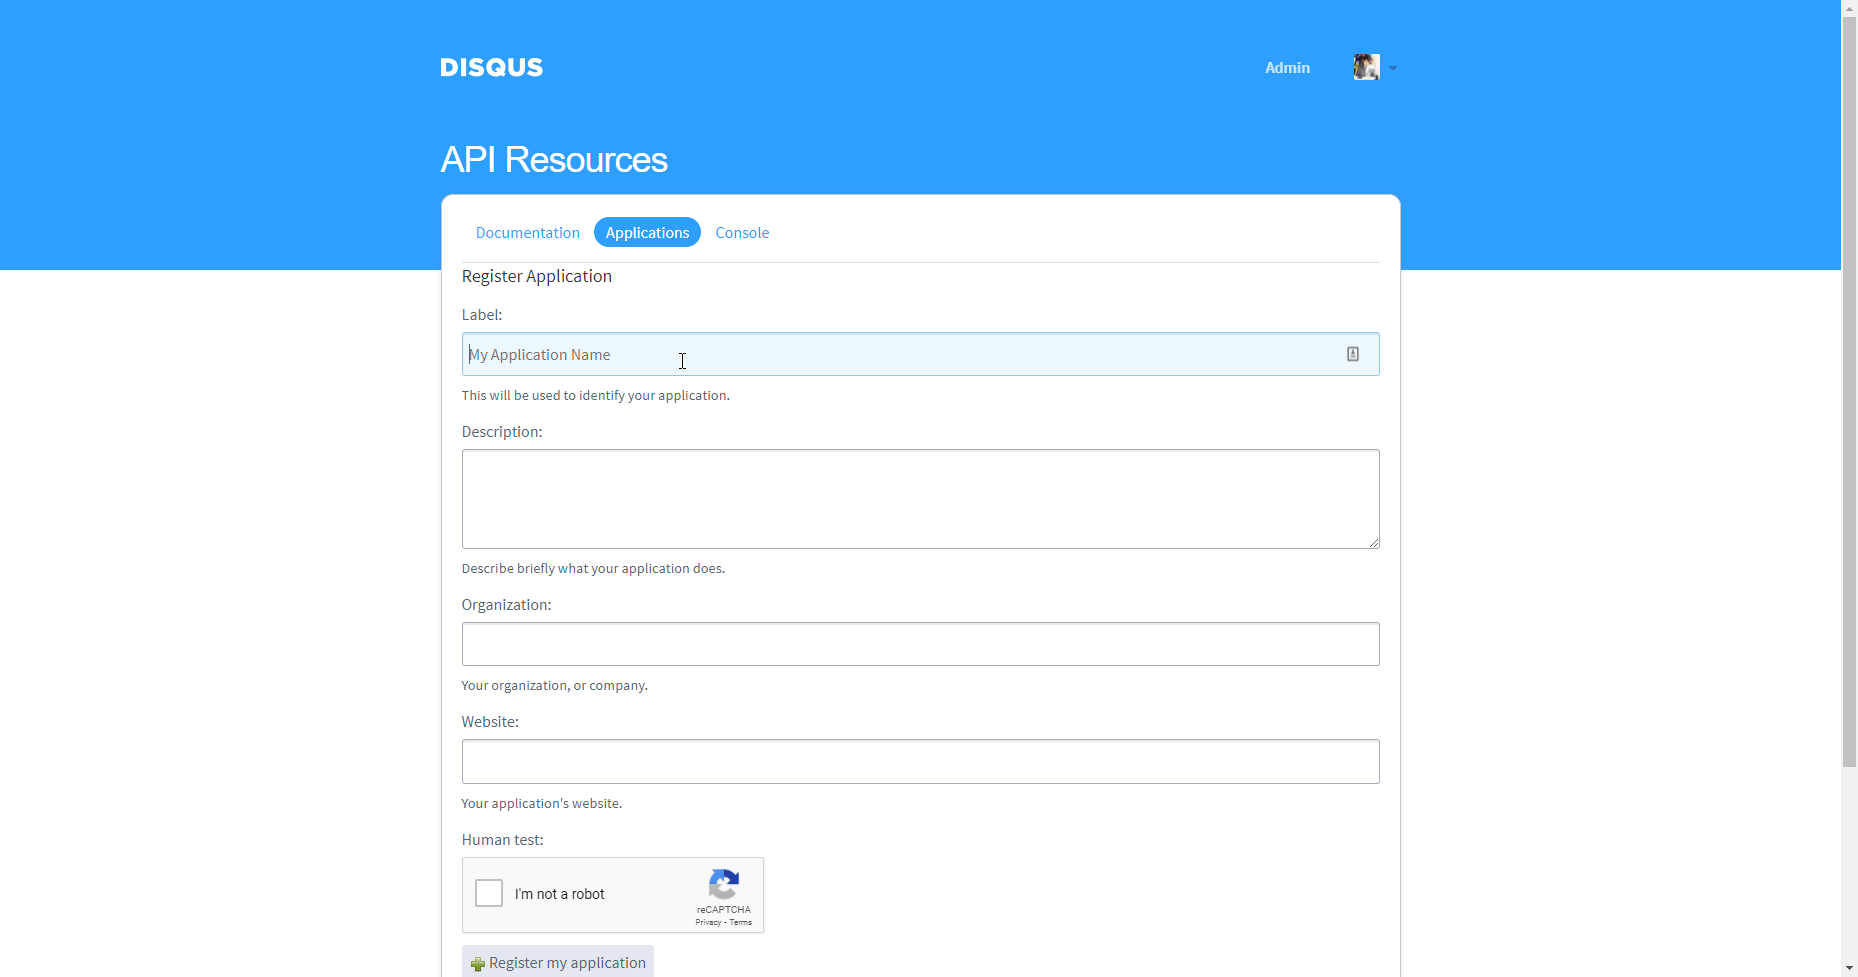 DISQUS
Admin
API Resources
Documentation Applications Console
Register Application
Label:
My Application Name
This will be used to identify your application.
Description:
Describe briefly what your application does.
Organization:
Your organization, or company.
Website:
Your application's website.
Human test:
I'm not a robot
reCAPTCHA
Privacy - Terms
Register my application